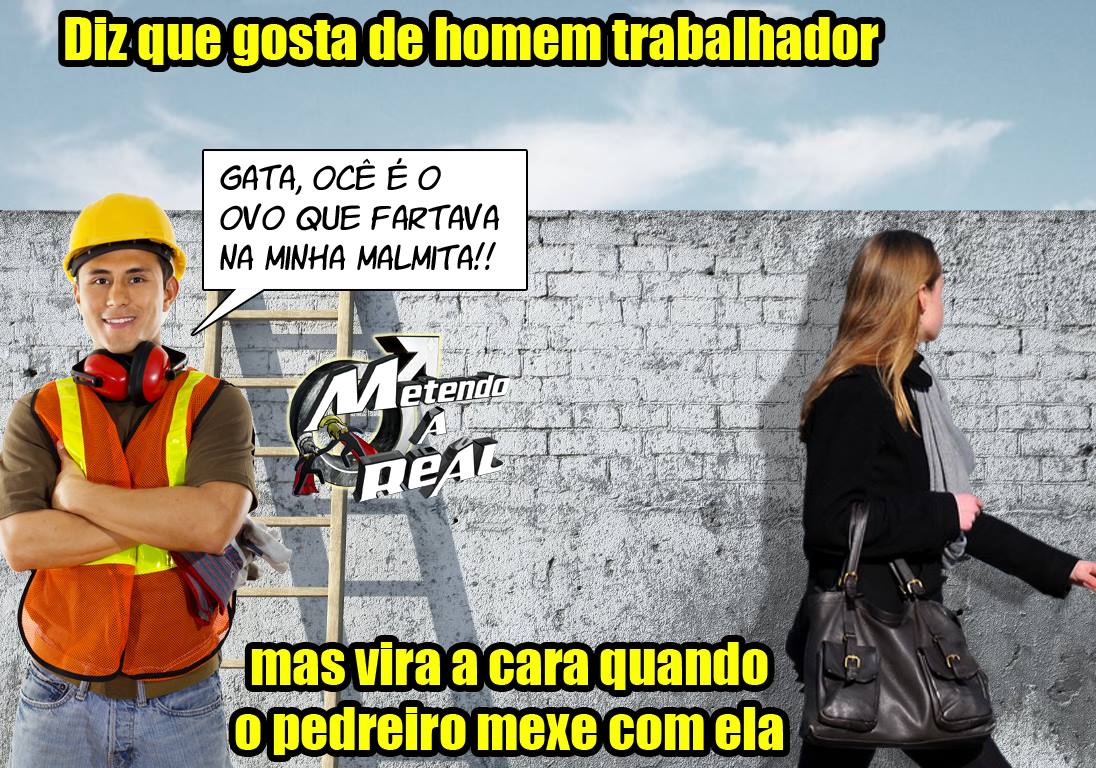 Diz que gosta de homem trabalhador
GATA, OCÊ É O
OVO QUE FARTAVA
NA MINHA MALMITA!!
Metendo
A
REAL
mas vira a cara quando
o pedreiro mexe com ela